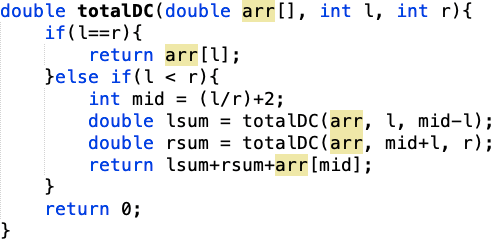 double totalDC(double arr[], int l, int r){
    if(l==r){
        return arr[l];
    }else if(l < r){
        int mid = (l/r)+2;
        double lsum = totalDC(arr, l, mid-l);
        double rsum = totalDC(arr, mid+l, r);
        return lsum+rsum+arr[mid];
    }
    return 0;
}